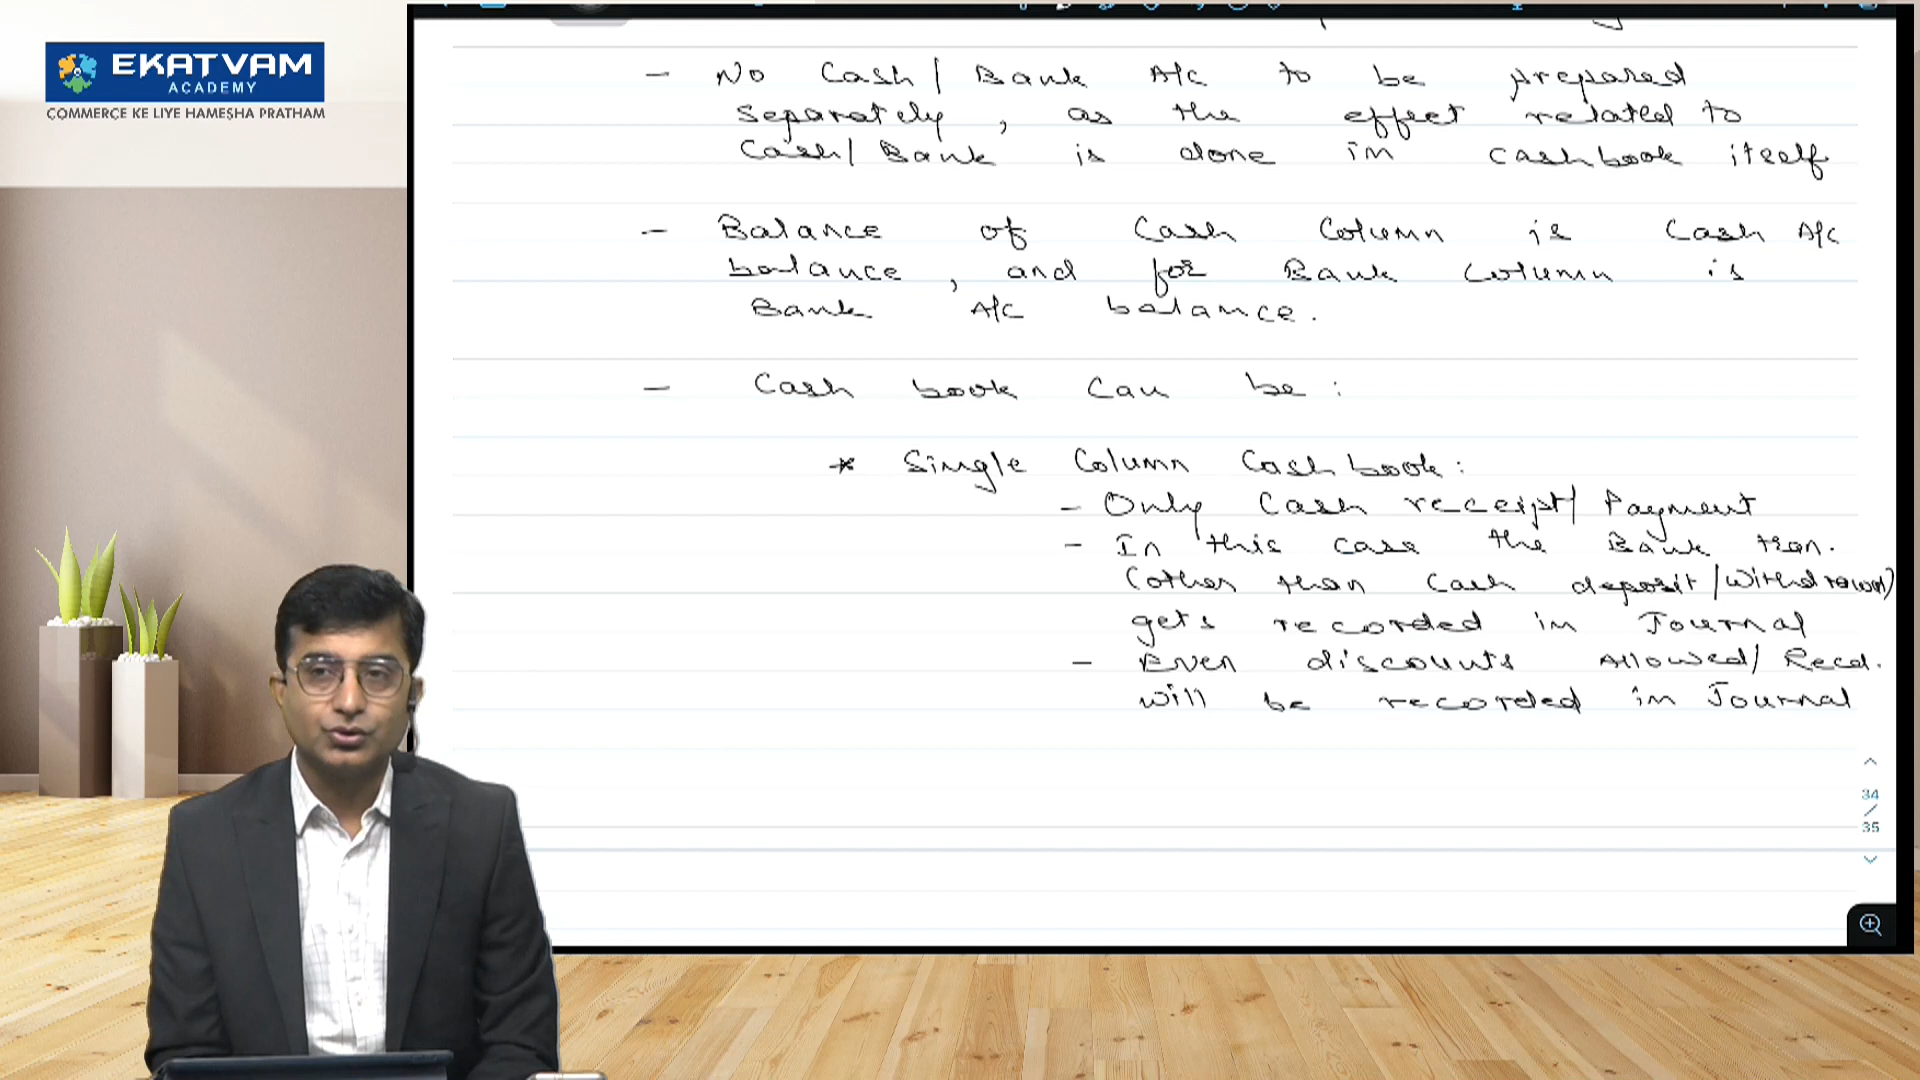 EKATVAM
ACADEMY
COMMERCE KE LIYE HAMESHA PRATHAM
- No Cash/ Bank A/c to be prepared
separately, as the effect related to
Cash/ Bank is done in cashbook itself
- Balance of Cash Column is Cash A/c
balance, and for Bank Column is
Bank A/c balance.
- Cash book Can be:
* Single Column Cash book:
- Only Cash receipt/ Payment
- In this case the Bank tran.
(other than Cash deposit/withdrawn)
gets recorded in Journal
- Even discounts Allowed/ Recd.
will be recorded in Journal
34
/
35